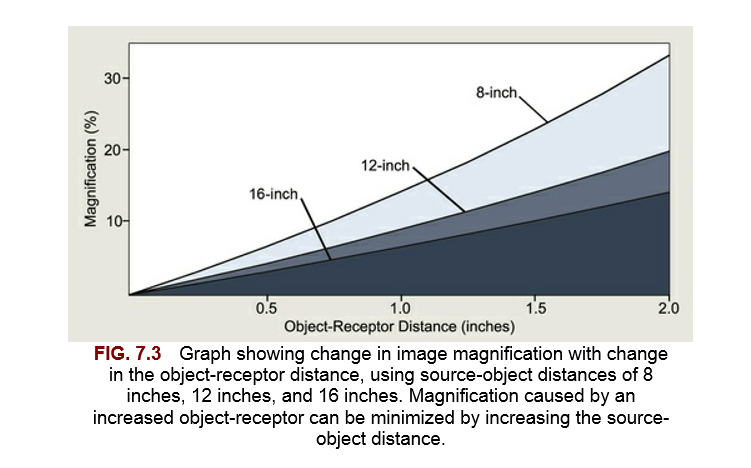 30
8-inch
20
12-inch
16-inch
10
Magnification (%)
0.5
1.0
1.5
2.0
Object-Receptor Distance (inches)
FIG. 7.3 Graph showing change in image magnification with change
in the object-receptor distance, using source-object distances of 8
inches, 12 inches, and 16 inches. Magnification caused by an
increased object-receptor can be minimized by increasing the source-
object distance.